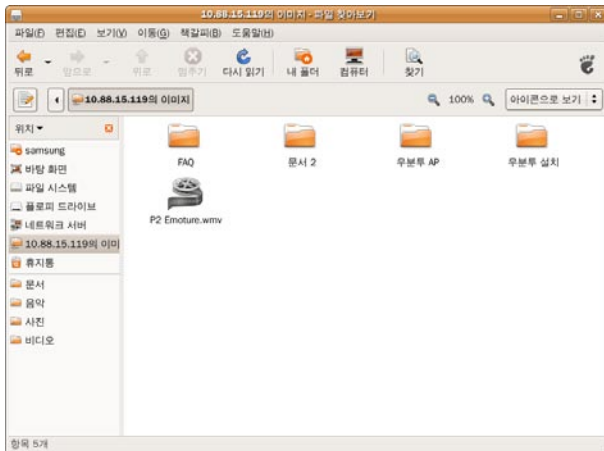 10.88.15.119의 이미지 - 파일 찾아보기
파일(F) 편집(E) 보기(V) 이동(G) 책갈피(B) 도움말(H)
뒤로 앞으로 위로 멈추기 다시 읽기 내 폴더 컴퓨터 찾기
10.88.15.119의 이미지 100% 아이콘으로 보기
위치
samsung
바탕 화면
파일 시스템
플로피 드라이브
네트워크 서버
10.88.15.119의 이미
휴지통
문서
음악
사진
비디오
FAQ 문서 2 우분투 AP 우분투 설치
P2 Emoture.wmv
항목 5개